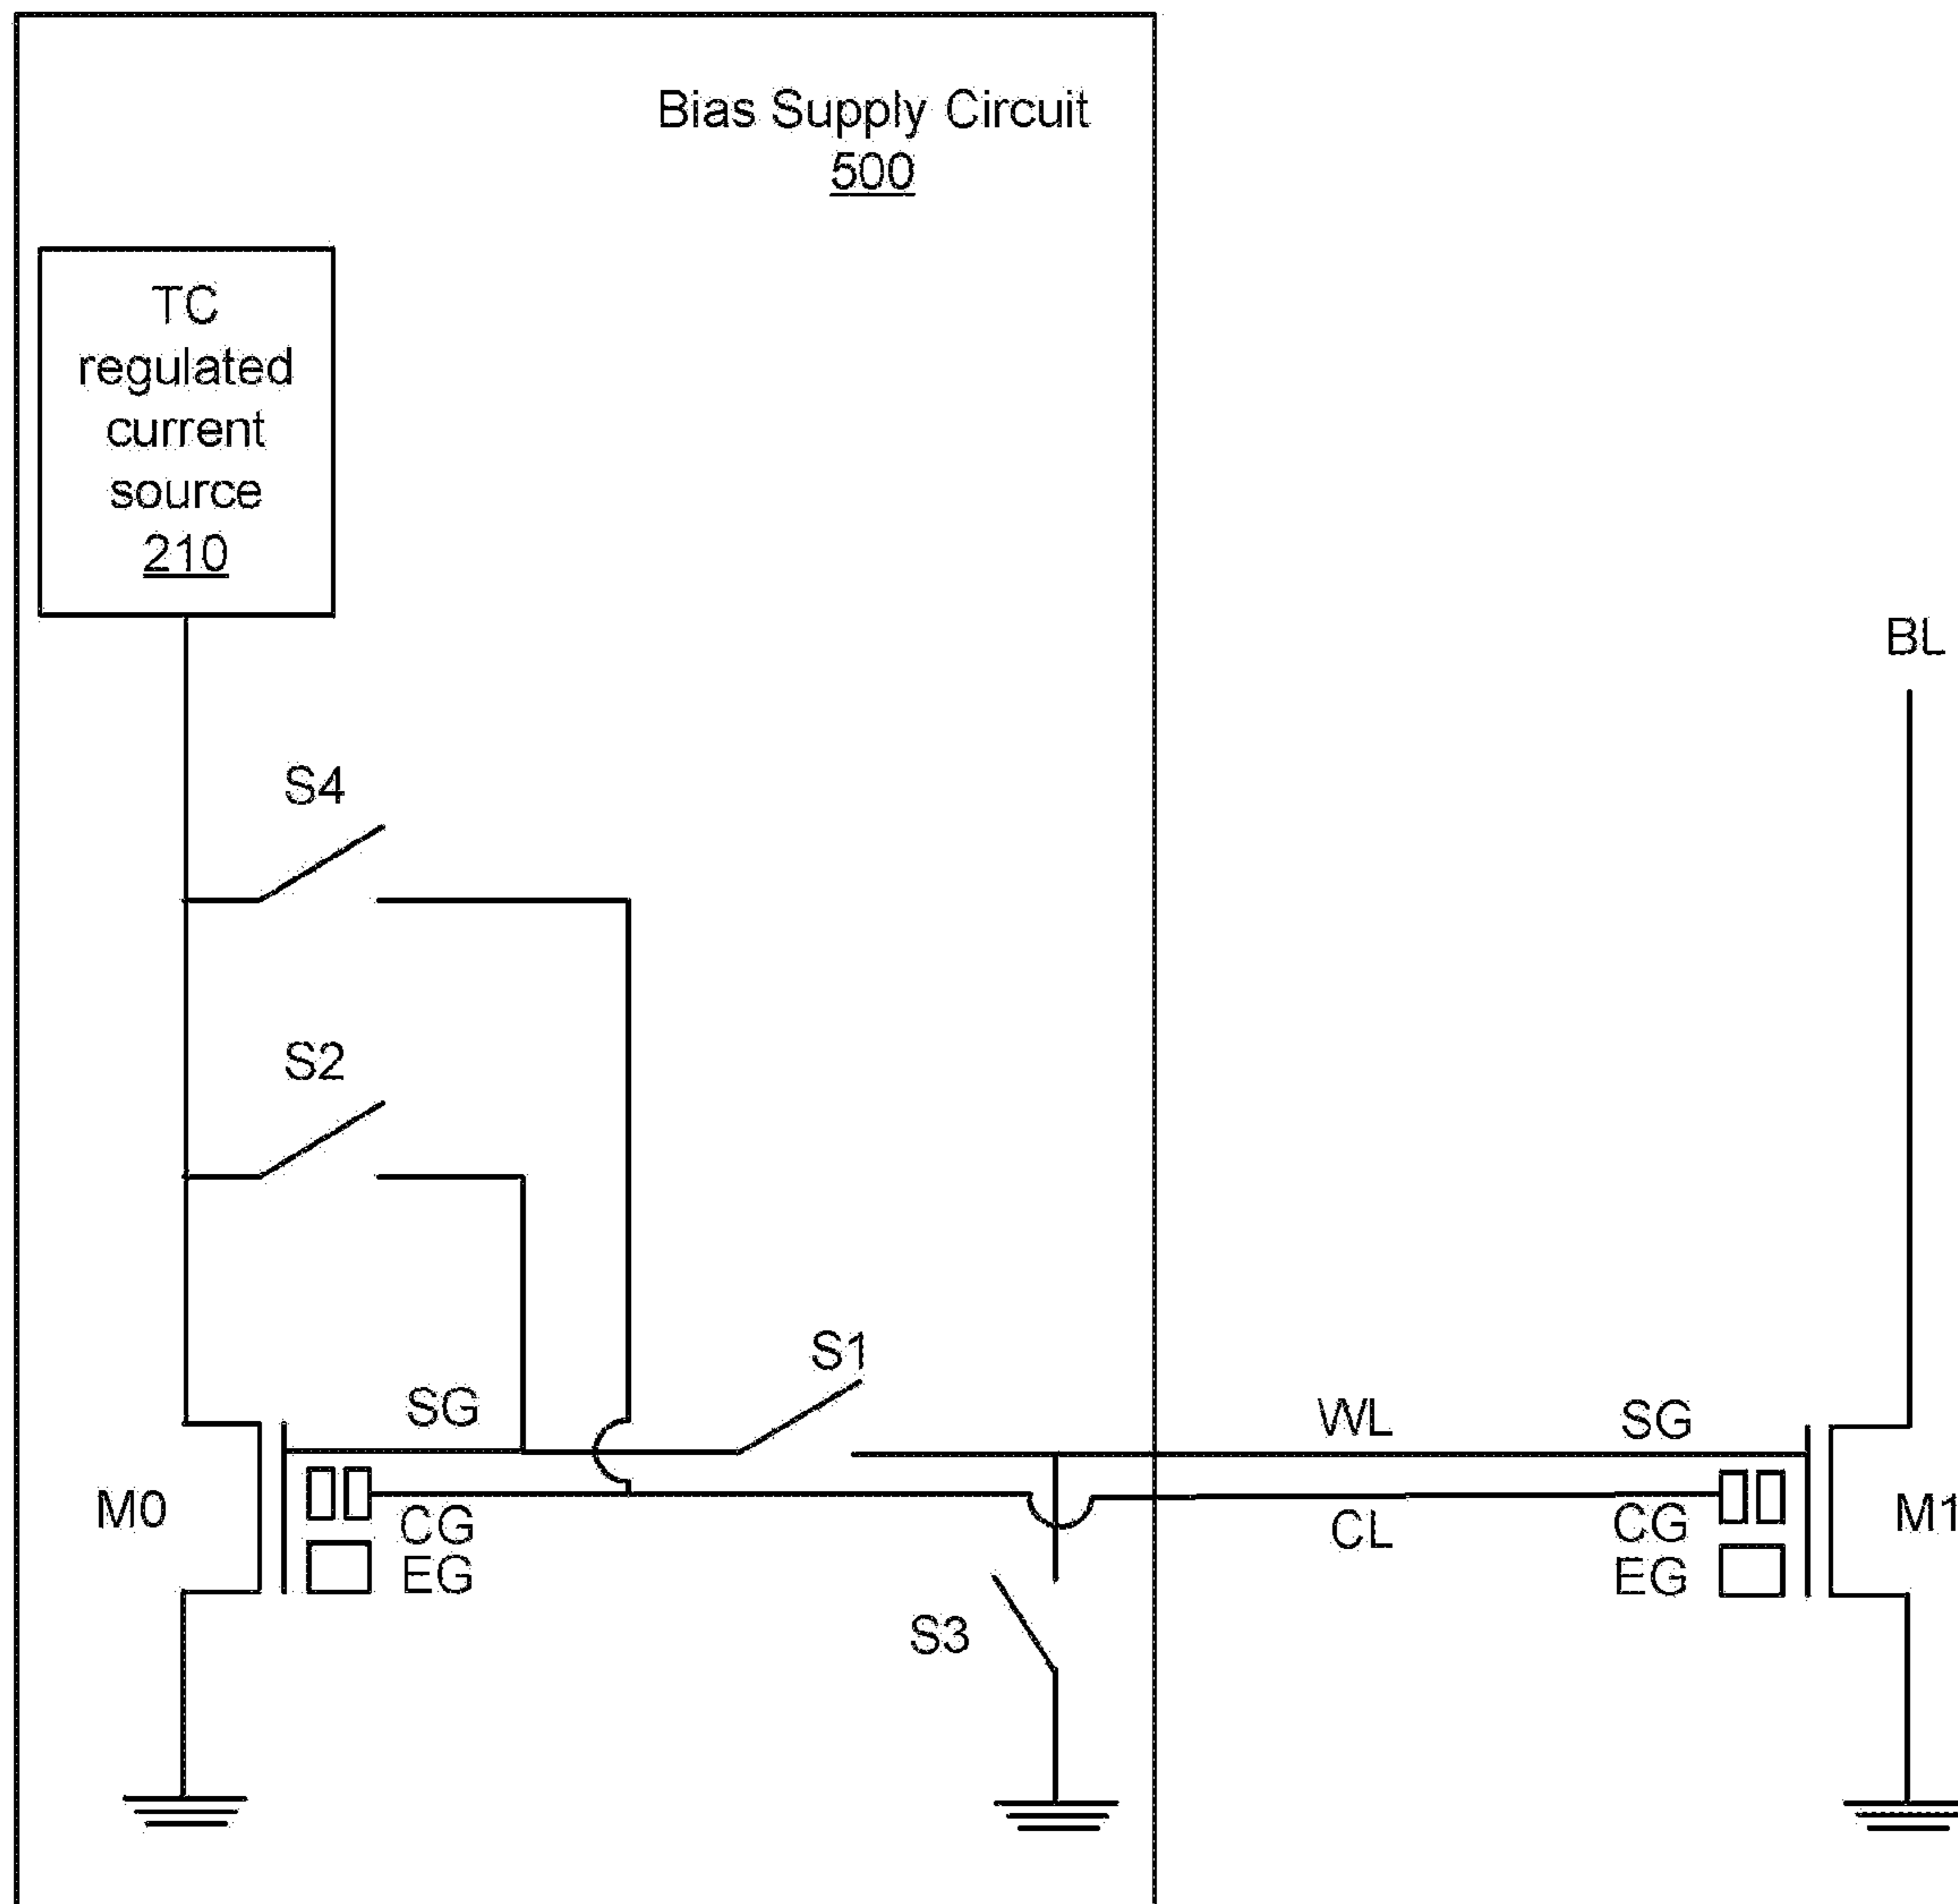 Bias Supply Circuit
500
TC
regulated
current
source
210
BL
S4
S2
S1
SG
WL
SG
M0
CG
EG
CL
CG
EG
M1
S3